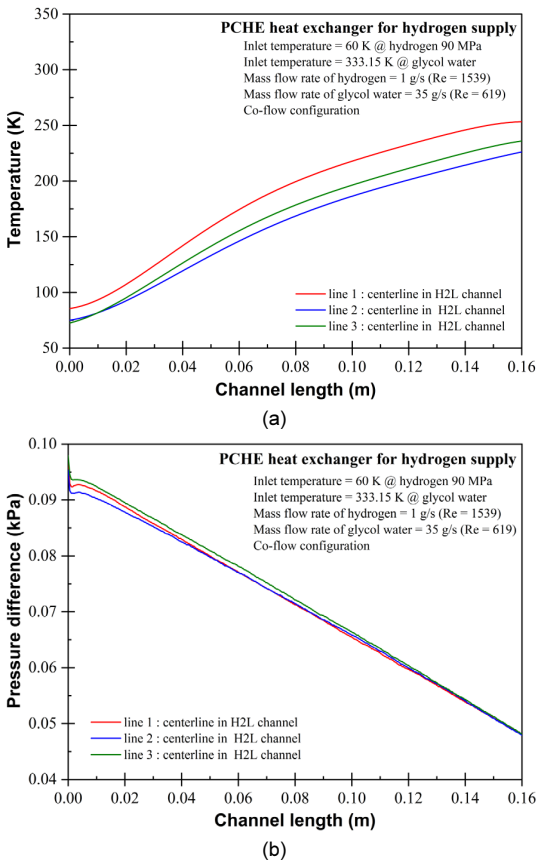 PCHE heat exchanger for hydrogen supply
Inlet temperature = 60 K @ hydrogen 90 MPa
Inlet temperature = 333.15 K @ glycol water
Mass flow rate of hydrogen = 1 g/s (Re = 1539)
Mass flow rate of glycol water = 35 g/s (Re = 619)
Co-flow configuration
350
300
250
200
150
100
50
Temperature (K)
line 1 : centerline in H2L channel
line 2 : centerline in H2L channel
line 3 : centerline in H2L channel
0.00 0.02 0.04 0.06 0.08 0.10 0.12 0.14 0.16
Channel length (m)
(a)
PCHE heat exchanger for hydrogen supply
Inlet temperature = 60 K @ hydrogen 90 MPa
Inlet temperature = 333.15 K @ glycol water
Mass flow rate of hydrogen = 1 g/s (Re = 1539)
Mass flow rate of glycol water = 35 g/s (Re = 619)
Co-flow configuration
0.10
0.09
0.08
0.07
0.06
0.05
0.04
Pressure difference (kPa)
line 1 : centerline in H2L channel
line 2 : centerline in H2L channel
line 3 : centerline in H2L channel
0.00 0.02 0.04 0.06 0.08 0.10 0.12 0.14 0.16
Channel length (m)
(b)